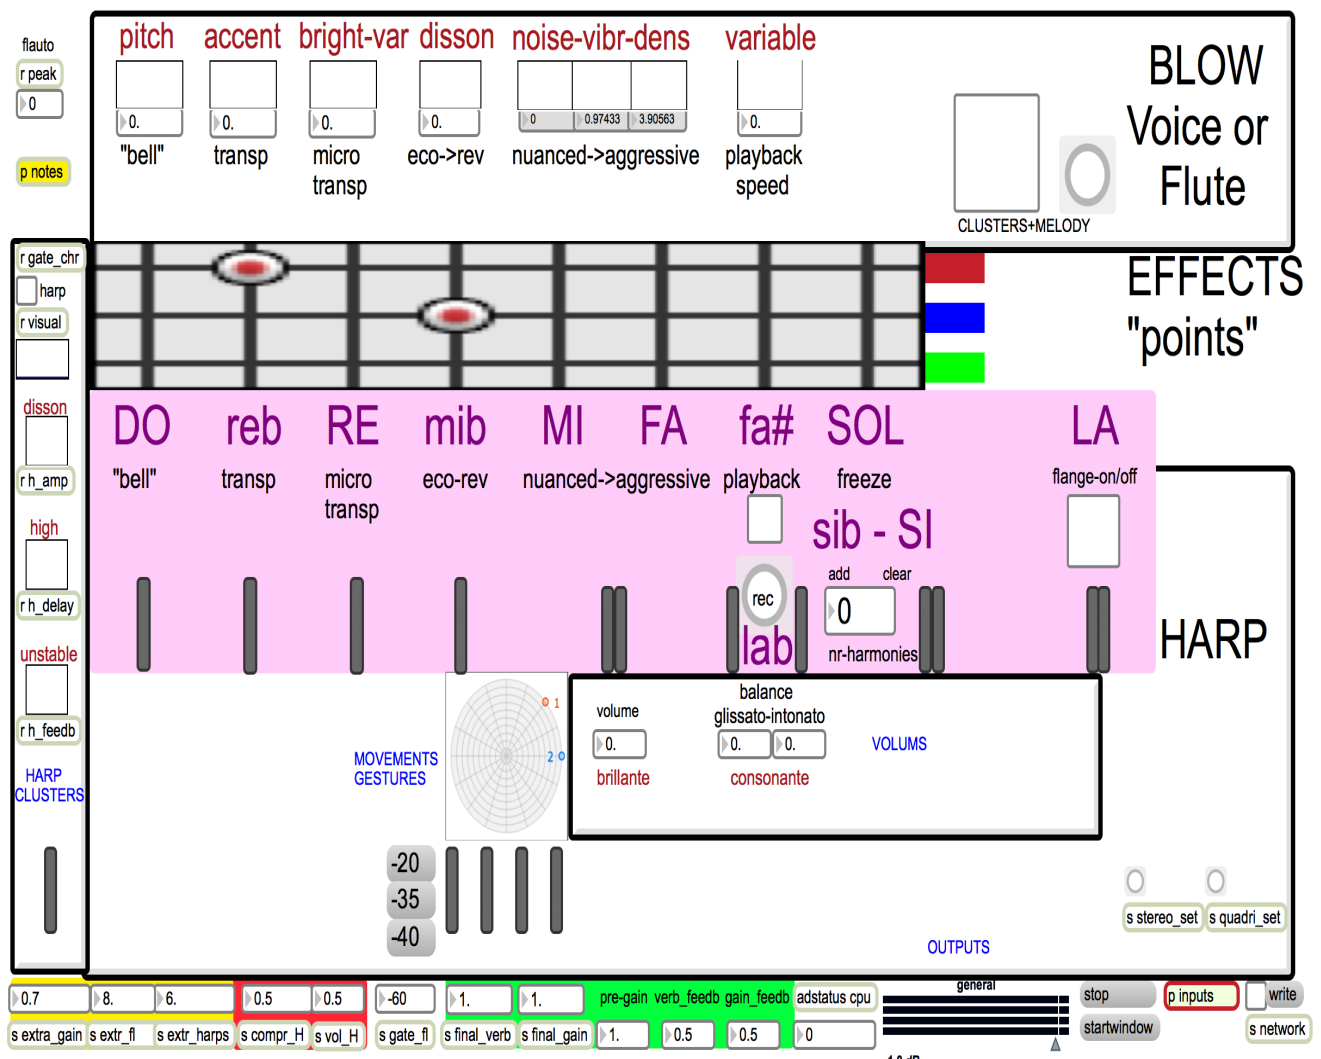 flauto
r peak
0
p notes
pitch accent bright-var disson noise-vibr-dens variable
0. 0. 0. 0. 0 0.97433 3.90563 0.
"bell" transp micro transp eco->rev nuanced->aggressive playback speed
CLUSTERS+MELODY
BLOW
Voice or
Flute
EFFECTS
"points"
r gate_chr
harp
r visual
disson
r h_amp
high
r h_delay
unstable
r h_feedb
HARP
CLUSTERS
DO reb RE mib MI FA fa# SOL LA
"bell" transp micro transp eco-rev nuanced->aggressive playback freeze flange-on/off
sib - SI
add clear
rec
0
lab
nr-harmonies
HARP
1
2
MOVEMENTS
GESTURES
volume
0.
brillante
balance
glissato-intonato
0. 0.
consonante
VOLUMS
-20
-35
-40
s stereo_set s quadri_set
OUTPUTS
0.7 8. 6. 0.5 0.5 -60 1. 1. pre-gain verb_feedb gain_feedb adstatus cpu general stop p inputs write
s extra_gain s extr_fl s extr_harps s compr_H s vol_H s gate_fl s final_verb s final_gain 1. 0.5 0.5 0 startwindow s network